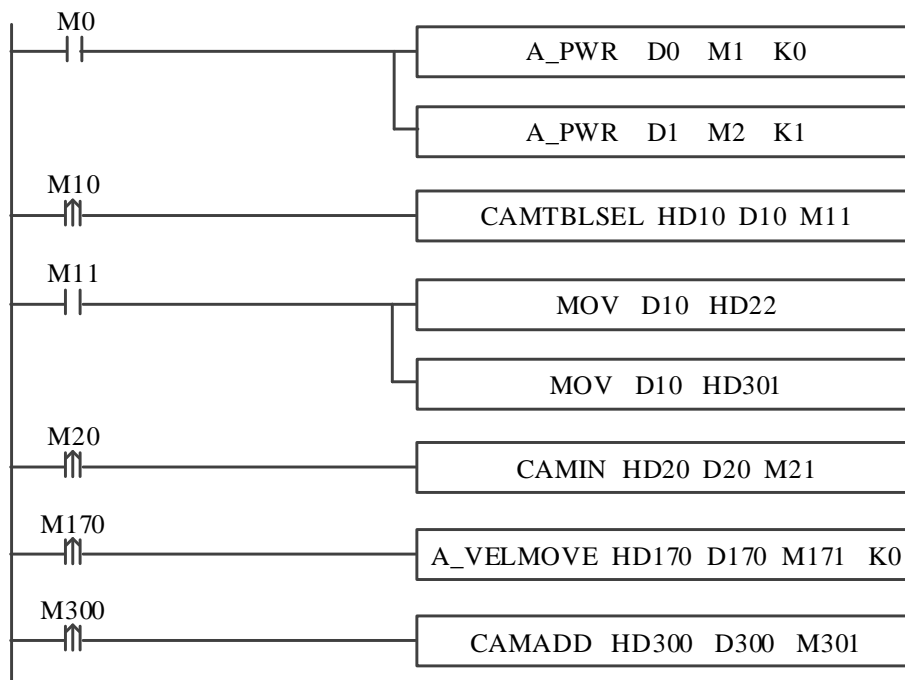 M0
A_PWR D0 M1 K0
A_PWR D1 M2 K1
M10
CAMTBLSEL HD10 D10 M11
M11
MOV D10 HD22
MOV D10 HD301
M20
CAMIN HD20 D20 M21
M170
A_VELMOVE HD170 D170 M171 K0
M300
CAMADD HD300 D300 M301